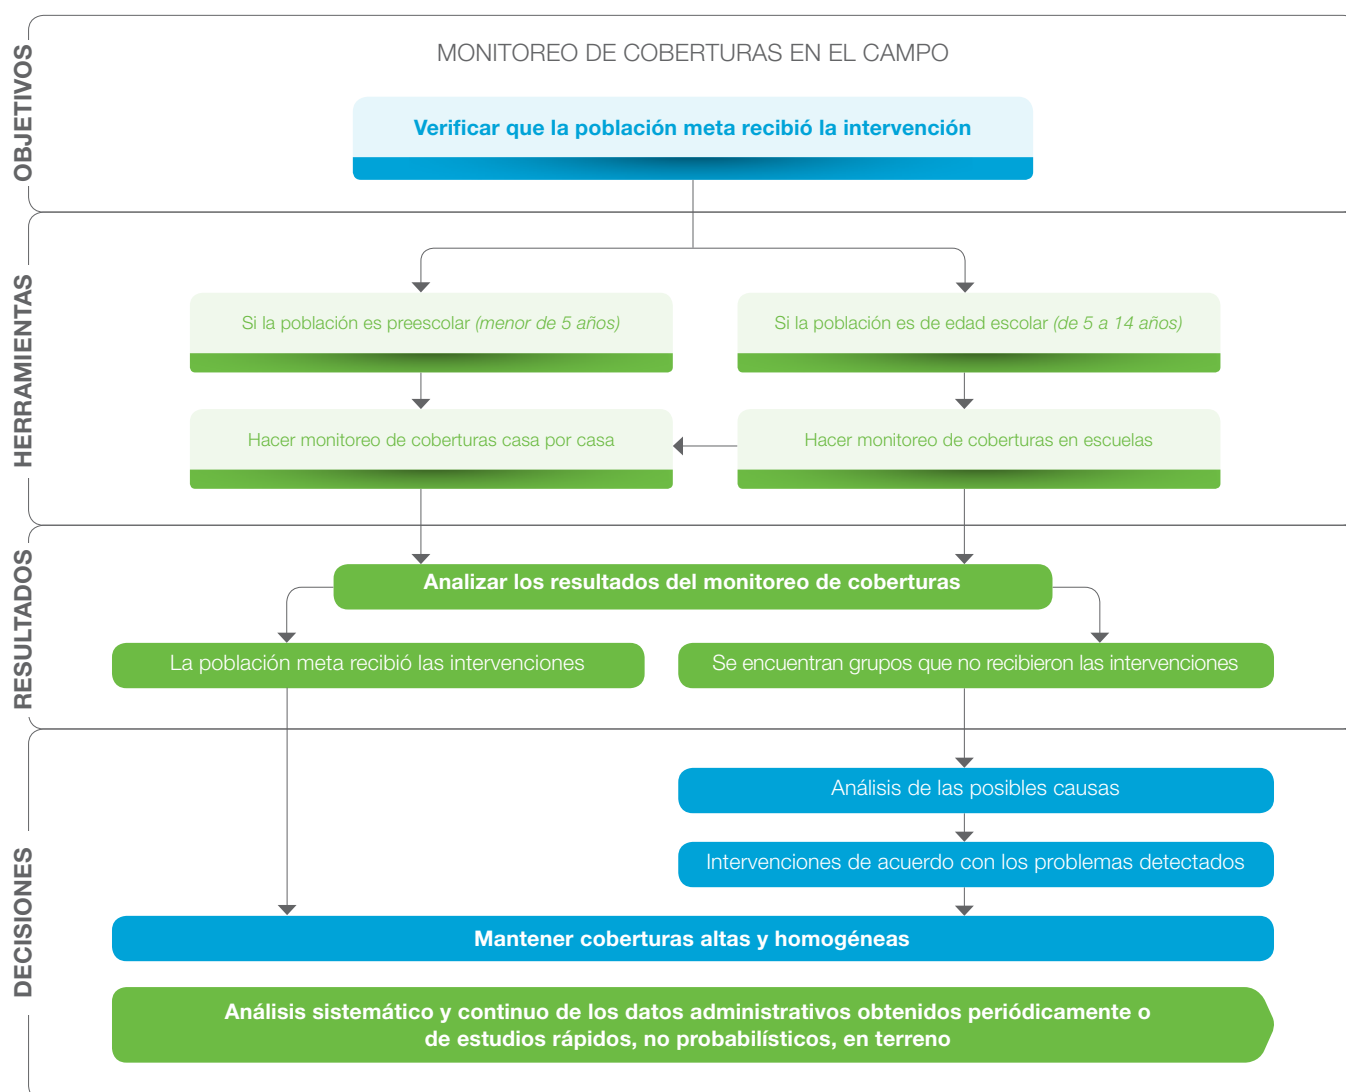 OBJETIVOS
MONITOREO DE COBERTURAS EN EL CAMPO
Verificar que la población meta recibió la intervención
HERRAMIENTAS
Si la población es preescolar (menor de 5 años)
Si la población es de edad escolar (de 5 a 14 años)
Hacer monitoreo de coberturas casa por casa
Hacer monitoreo de coberturas en escuelas
RESULTADOS
Analizar los resultados del monitoreo de coberturas
La población meta recibió las intervenciones
Se encuentran grupos que no recibieron las intervenciones
DECISIONES
Análisis de las posibles causas
Intervenciones de acuerdo con los problemas detectados
Mantener coberturas altas y homogéneas
Análisis sistemático y continuo de los datos administrativos obtenidos periódicamente o
de estudios rápidos, no probabilísticos, en terreno